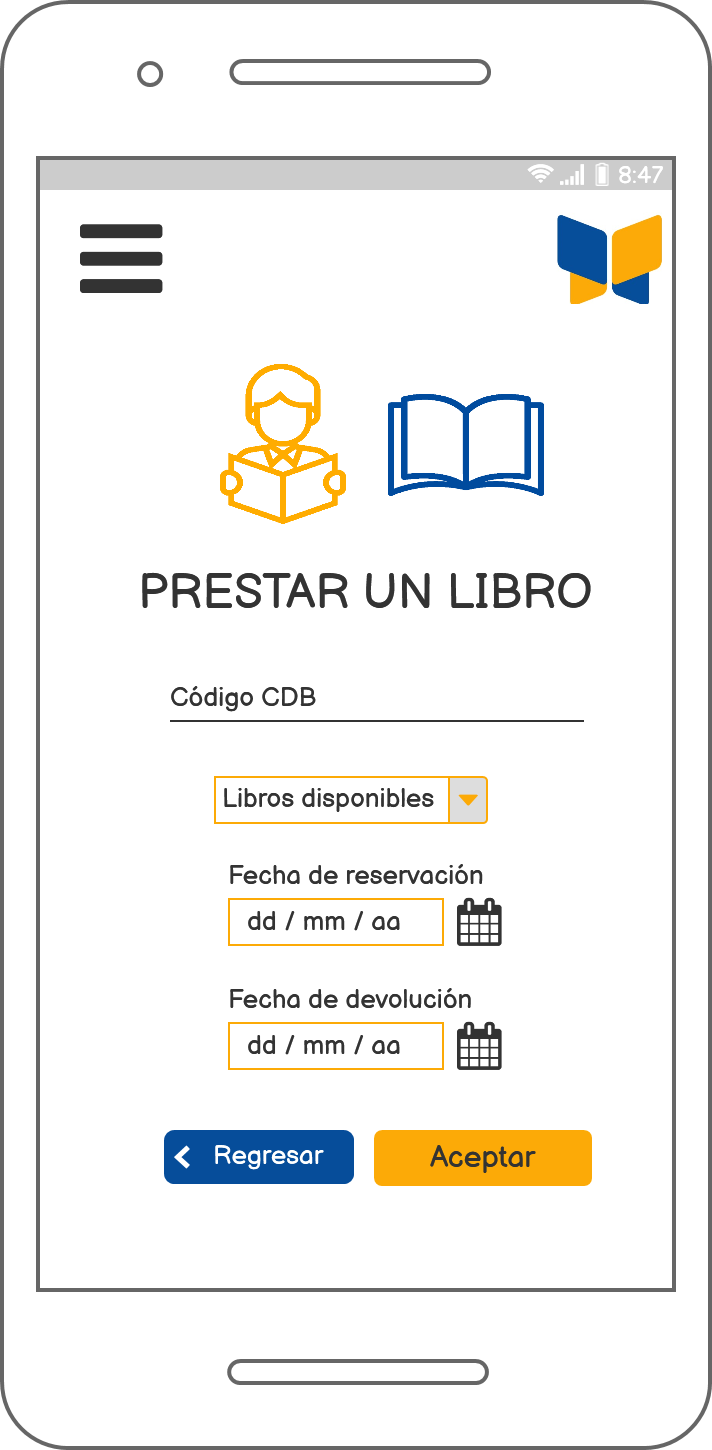 8:47
PRESTAR UN LIBRO
Código CDB
Libros disponibles
Fecha de reservación
dd / mm / aa
Fecha de devolución
dd / mm / aa
Regresar
Aceptar